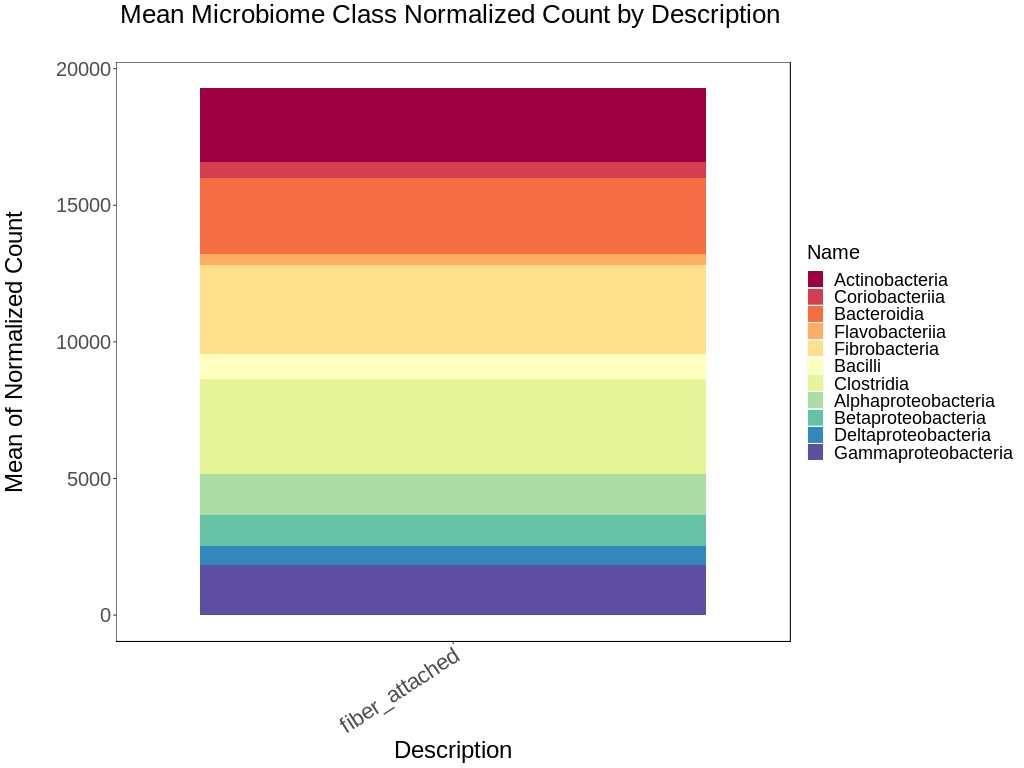 Mean Microbiome Class Normalized Count by Description
Mean of Normalized Count
20000
15000
10000
5000
0
fiber_attached
Description
Name
Actinobacteria
Coriobacteriia
Bacteroidia
Flavobacteriia
Fibrobacteria
Bacilli
Clostridia
Alphaproteobacteria
Betaproteobacteria
Deltaproteobacteria
Gammaproteobacteria